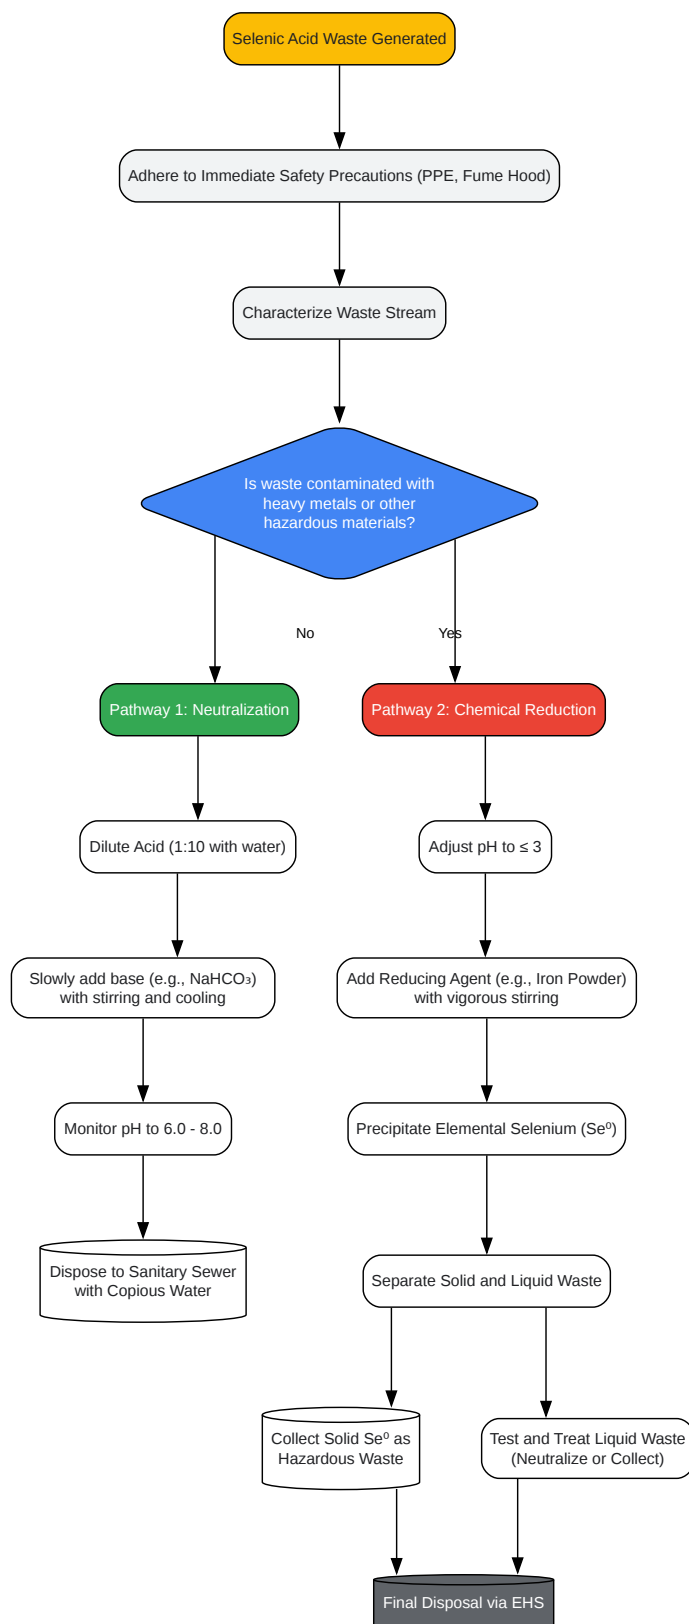 Selenic Acid Waste Generated
Adhere to Immediate Safety Precautions (PPE, Fume Hood)
Characterize Waste Stream
Is waste contaminated with
heavy metals or other
hazardous materials?
No
Yes
Pathway 1: Neutralization
Pathway 2: Chemical Reduction
Dilute Acid (1:10 with water)
Adjust pH to ≤ 3
Slowly add base (e.g., NaHCO₃)
with stirring and cooling
Add Reducing Agent (e.g., Iron Powder)
with vigorous stirring
Monitor pH to 6.0 - 8.0
Precipitate Elemental Selenium (Se⁰)
Dispose to Sanitary Sewer
with Copious Water
Separate Solid and Liquid Waste
Collect Solid Se⁰ as
Hazardous Waste
Test and Treat Liquid Waste
(Neutralize or Collect)
Final Disposal via EHS